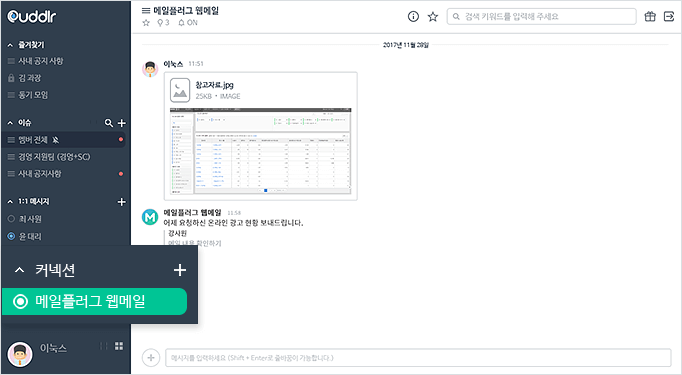 Cuddlr
즐겨찾기
사내 공지 사항
김 과장
동기 모임
이슈
멤버 전체
경영 지원팀 (경영+SC)
사내 공지사항
1:1 메시지
최 사원
윤 대리
커넥션
메일플러그 웹메일
이눅스
메일플러그 웹메일
3
ON
검색 키워드를 입력해 주세요
2017년 11월 28일
이눅스 11:51
참고자료.jpg
25KB • IMAGE
메일플러그 웹메일 11:58
어제 요청하신 온라인 광고 현황 보내드립니다.
강사원
메일 내용 확인하기
메시지를 입력하세요 (Shift + Enter로 줄바꿈이 가능합니다.)